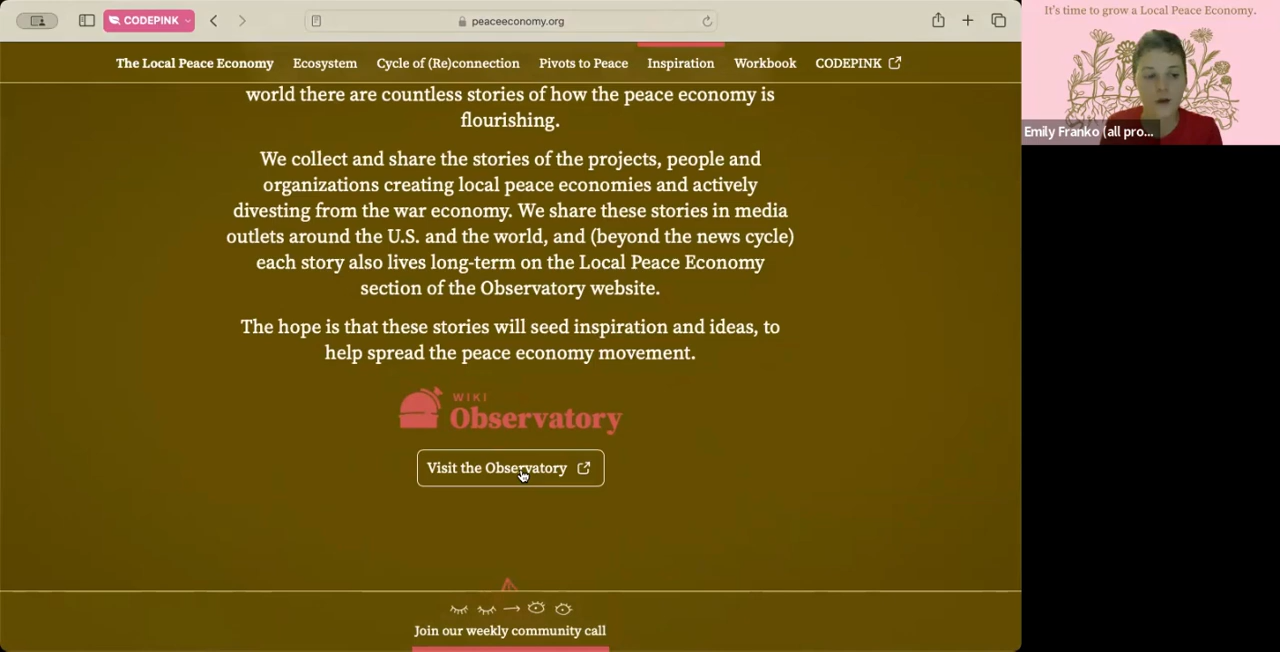 CODEPINK
peaceeconomy.org
The Local Peace Economy Ecosystem Cycle of (Re)connection Pivots to Peace Inspiration Workbook CODEPINK
world there are countless stories of how the peace economy is
flourishing.
We collect and share the stories of the projects, people and
organizations creating local peace economies and actively
divesting from the war economy. We share these stories in media
outlets around the U.S. and the world, and (beyond the news cycle)
each story also lives long-term on the Local Peace Economy
section of the Observatory website.
The hope is that these stories will seed inspiration and ideas, to
help spread the peace economy movement.
WIKI
Observatory
Visit the Observatory
Join our weekly community call
It's time to grow a Local Peace Economy.
Emily Franko (all pro...